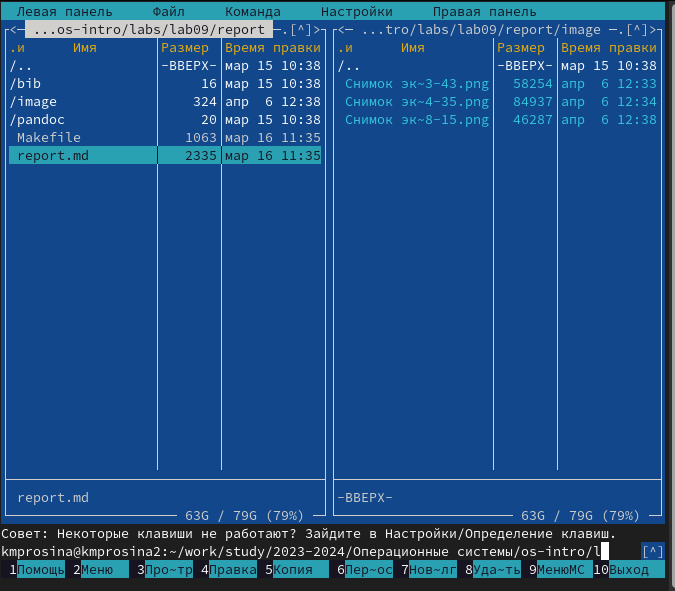 Левая панель Файл Команда Настройки Правая панель
<─ ...os-intro/labs/lab09/report ─.[^]> <─ ...tro/labs/lab09/report/image ─.[^]>
.и Имя Размер Время правки .и Имя Размер Время правки
/.. -ВВЕРХ- мар 15 10:38 /.. -ВВЕРХ- мар 15 10:38
/bib 16 мар 15 10:38 Снимок эк~3-43.png 58254 апр 6 12:33
/image 324 апр 6 12:38 Снимок эк~4-35.png 84937 апр 6 12:34
/pandoc 20 мар 15 10:38 Снимок эк~8-15.png 46287 апр 6 12:38
Makefile 1063 мар 16 11:35
report.md 2335 мар 16 11:35
report.md -ВВЕРХ-
63G / 79G (79%) 63G / 79G (79%)
Совет: Некоторые клавиши не работают? Зайдите в Настройки/Определение клавиш.
kmprosina@kmprosina2:~/work/study/2023-2024/Операционные системы/os-intro/l [^]
1Помощь 2Меню 3Про~тр 4Правка 5Копия 6Пер~ос 7Нов~лг 8Уда~ть 9МенюMC 10Выход